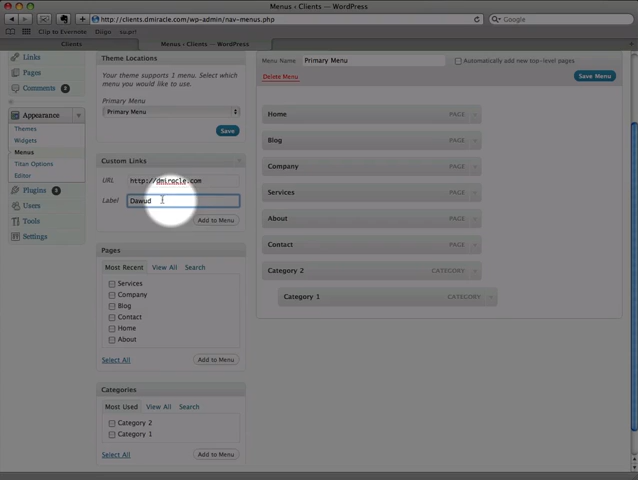 Menus ‹ Clients — WordPress
http://clients.dmiracle.com/wp-admin/nav-menus.php
Google
Clip to Evernote Diigo
Clients
Menus ‹ Clients — WordPress
Links
Pages
Comments
Appearance
Themes
Widgets
Menus
Titan Options
Editor
Plugins
Users
Tools
Settings
Theme Locations
Your theme supports 1 menu. Select which
menu you would like to use.
Primary Menu
Primary Menu
Save
Custom Links
URL http://dmiracle.com
Label Dawud
Add to Menu
Pages
Most Recent View All Search
Services
Company
Blog
Contact
Home
About
Select All Add to Menu
Categories
Most Used View All Search
Category 2
Category 1
Select All Add to Menu
Menu Name Primary Menu Automatically add new top-level pages
Delete Menu Save Menu
Home PAGE
Blog PAGE
Company PAGE
Services PAGE
About PAGE
Contact PAGE
Category 2 CATEGORY
Category 1 CATEGORY